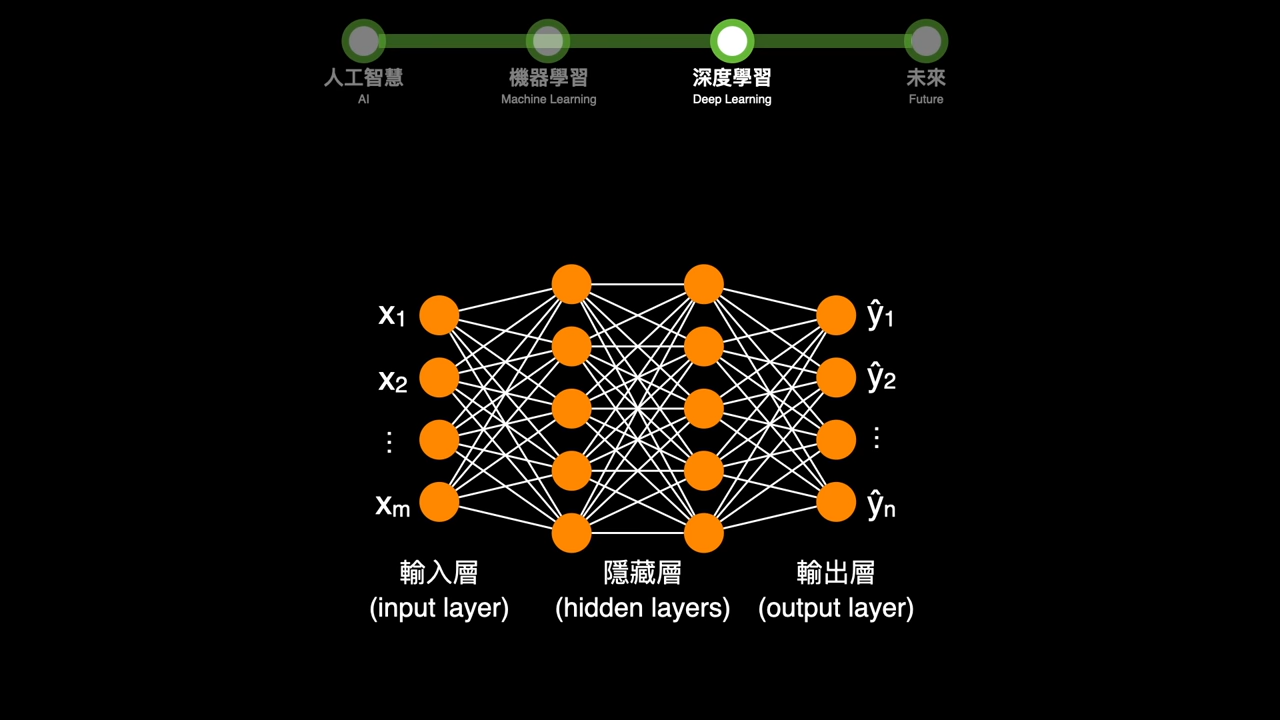 人工智慧
AI
機器學習
Machine Learning
深度學習
Deep Learning
未來
Future
x1
x2
⋮
xm
ŷ1
ŷ2
⋮
ŷn
輸入層
(input layer)
隱藏層
(hidden layers)
輸出層
(output layer)